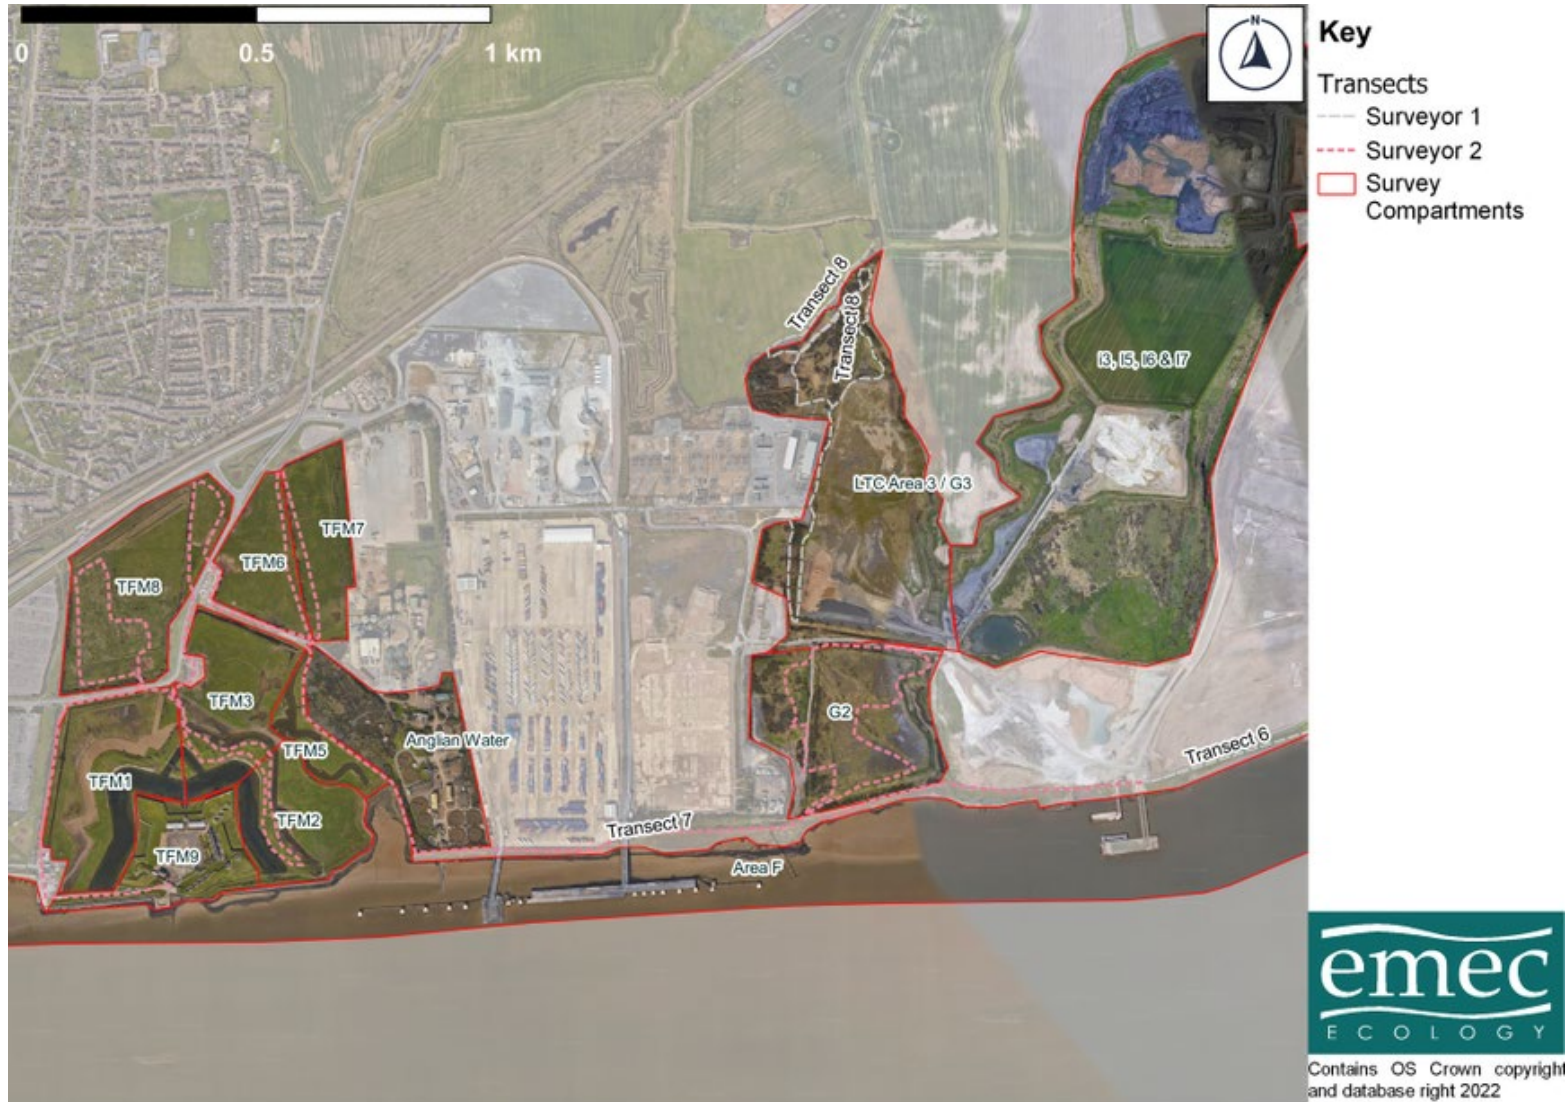 0 0.5 1 km
N
Key
Transects
Surveyor 1
Surveyor 2
Survey
Compartments
Transect 8
Transect 8
I3, I5, I6 & I7
LTC Area 3 / G3
TFM7
TFM6
TFM8
TFM3
G2
Anglian Water
TFM5
Transect 6
TFM1
TFM2
Transect 7
TFM9
Area F
emec
ECOLOGY
Contains OS Crown copyright
and database right 2022